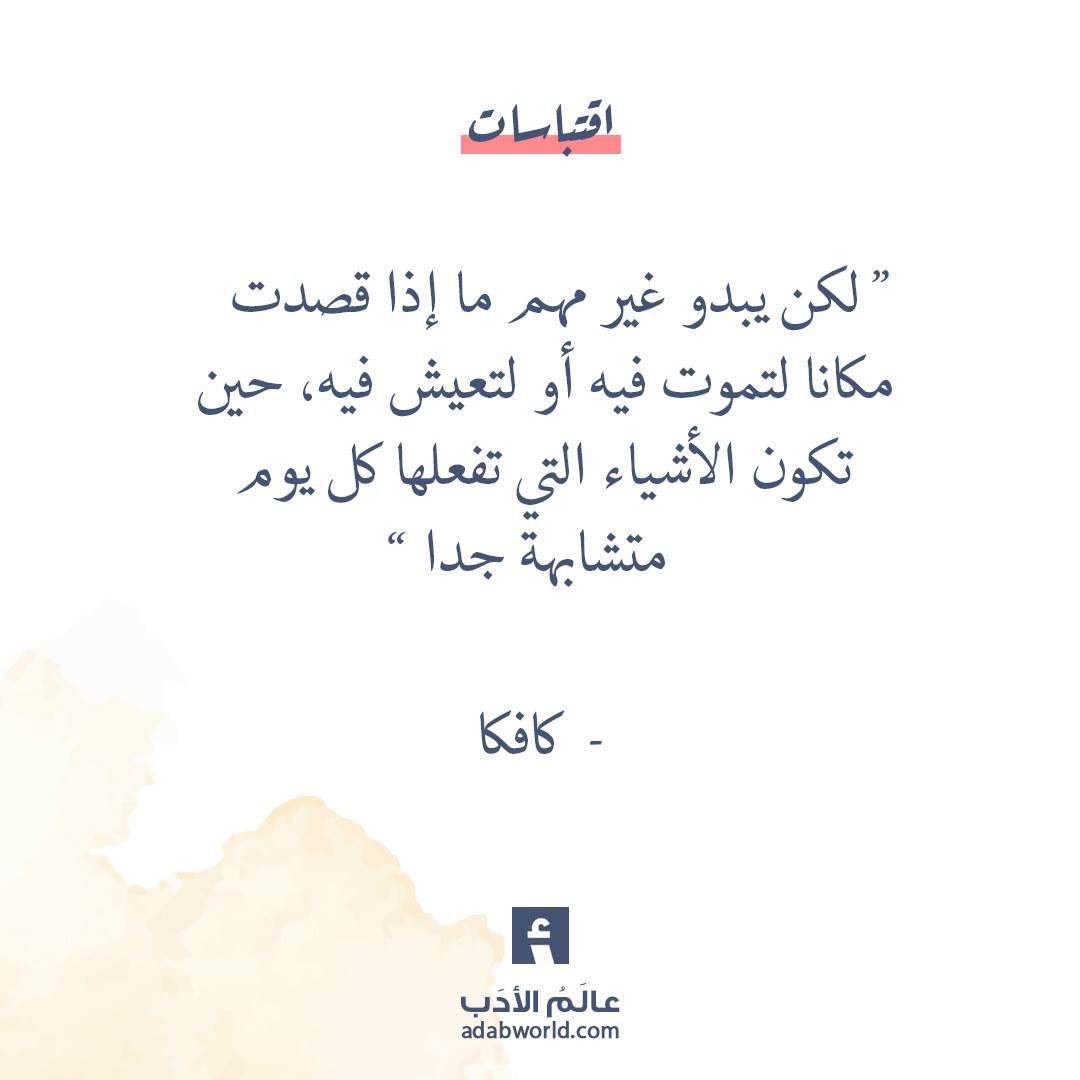 اقتباسات
” لكن يبدو غير مهم ما إذا قصدت
مكانا لتموت فيه أو لتعيش فيه، حين
تكون الأشياء التي تفعلها كل يوم
متشابهة جدا “
- كافكا
أ
عالَمُ الأدَب
adabworld.com